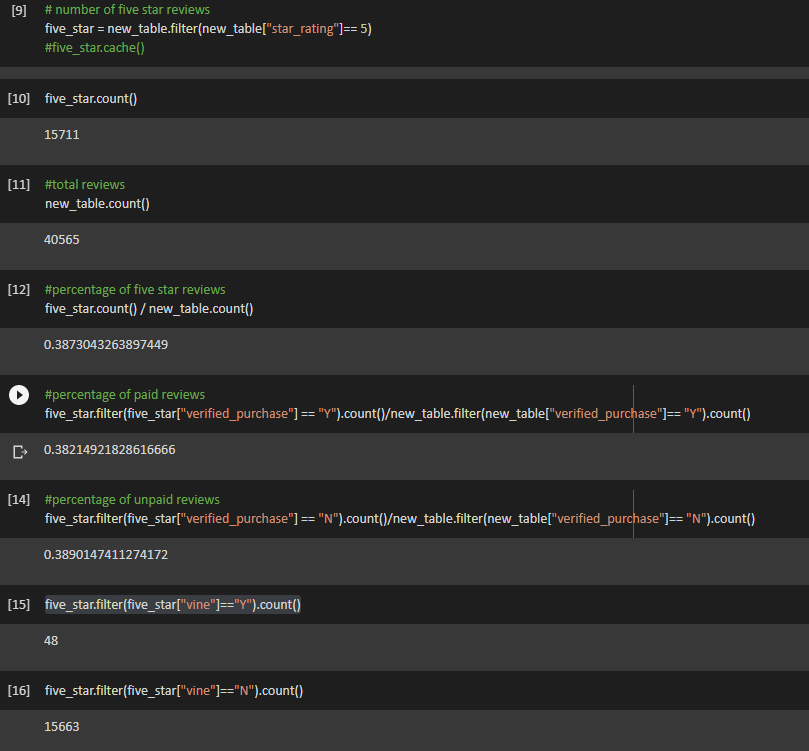 [9] # number of five star reviews
five_star = new_table.filter(new_table["star_rating"]== 5)
#five_star.cache()
[10] five_star.count()
15711
[11] #total reviews
new_table.count()
40565
[12] #percentage of five star reviews
five_star.count() / new_table.count()
0.3873043263897449
#percentage of paid reviews
five_star.filter(five_star["verified_purchase"] == "Y").count()/new_table.filter(new_table["verified_purchase"]== "Y").count()
0.38214921828616666
[14] #percentage of unpaid reviews
five_star.filter(five_star["verified_purchase"] == "N").count()/new_table.filter(new_table["verified_purchase"]== "N").count()
0.3890147411274172
[15] five_star.filter(five_star["vine"]=="Y").count()
48
[16] five_star.filter(five_star["vine"]=="N").count()
15663